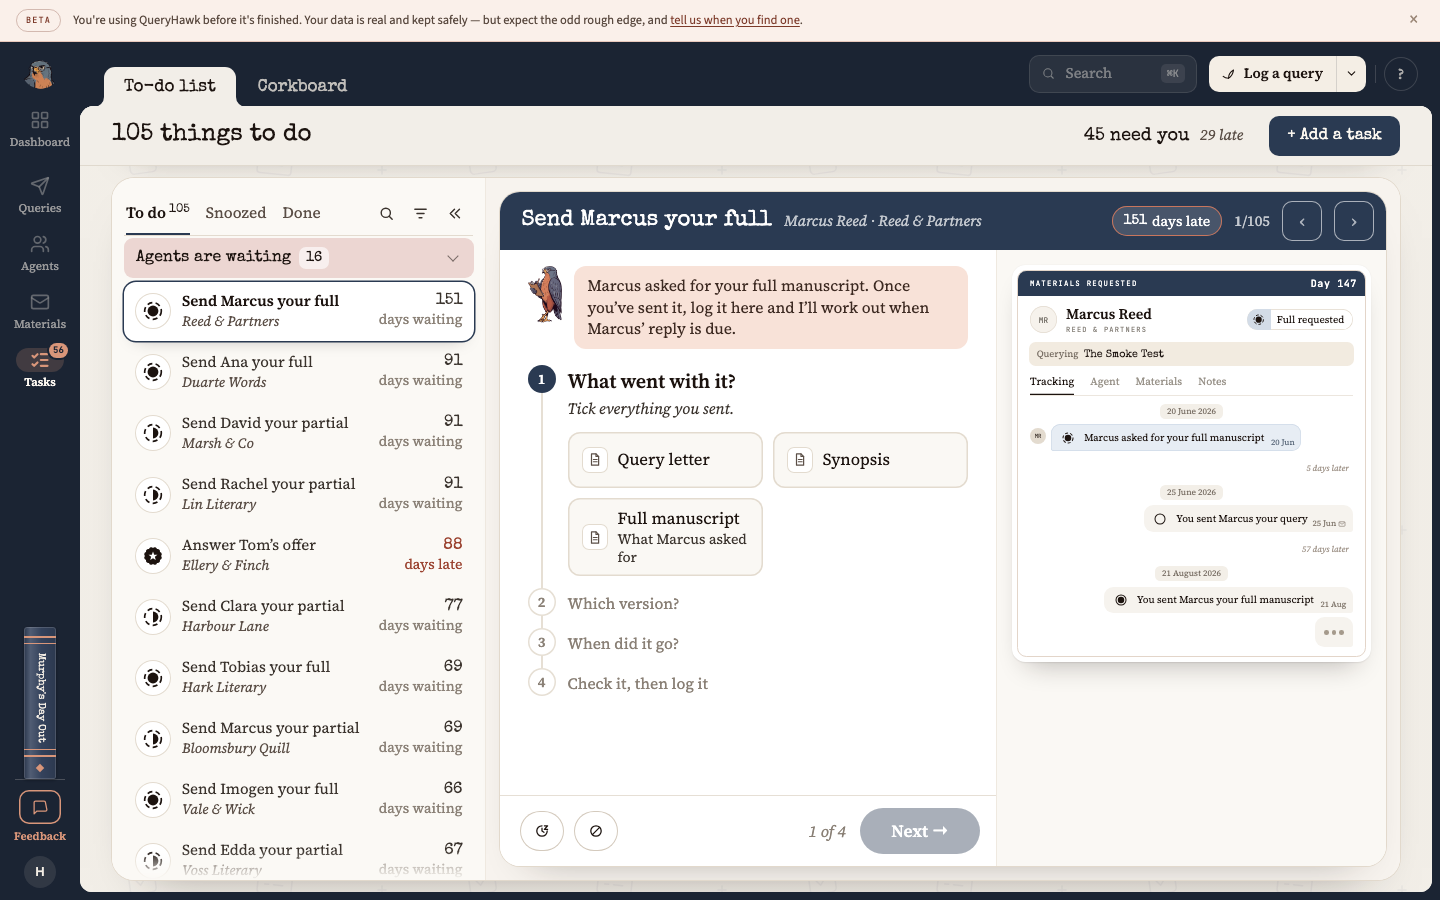 BETA
You're using QueryHawk before it's finished. Your data is real and kept safely — but expect the odd rough edge, and tell us when you find one.
×
To-do list
Corkboard
Search
⌘K
Log a query
?
Dashboard
Queries
Agents
Materials
56
Tasks
Murphy's Day Out
Feedback
H
105 things to do
45 need you
29 late
+ Add a task
To do 105
Snoozed
Done
Agents are waiting 16
Send Marcus your full
Reed & Partners
151
days waiting
Send Ana your full
Duarte Words
91
days waiting
Send David your partial
Marsh & Co
91
days waiting
Send Rachel your partial
Lin Literary
91
days waiting
Answer Tom's offer
Ellery & Finch
88
days late
Send Clara your partial
Harbour Lane
77
days waiting
Send Tobias your full
Hark Literary
69
days waiting
Send Marcus your partial
Bloomsbury Quill
69
days waiting
Send Imogen your full
Vale & Wick
66
days waiting
Send Edda your partial
Voss Literary
67
days waiting
Send Marcus your full
Marcus Reed · Reed & Partners
151 days late
1/105
‹
›
Marcus asked for your full manuscript. Once
you've sent it, log it here and I'll work out when
Marcus' reply is due.
1
What went with it?
Tick everything you sent.
Query letter
Synopsis
Full manuscript
What Marcus asked
for
2
Which version?
3
When did it go?
4
Check it, then log it
1 of 4
Next →
MATERIALS REQUESTED
Day 147
MR
Marcus Reed
REED & PARTNERS
Full requested
Querying The Smoke Test
Tracking
Agent
Materials
Notes
20 June 2026
MR
Marcus asked for your full manuscript 20 Jun
5 days later
25 June 2026
You sent Marcus your query 25 Jun
57 days later
21 August 2026
You sent Marcus your full manuscript 21 Aug